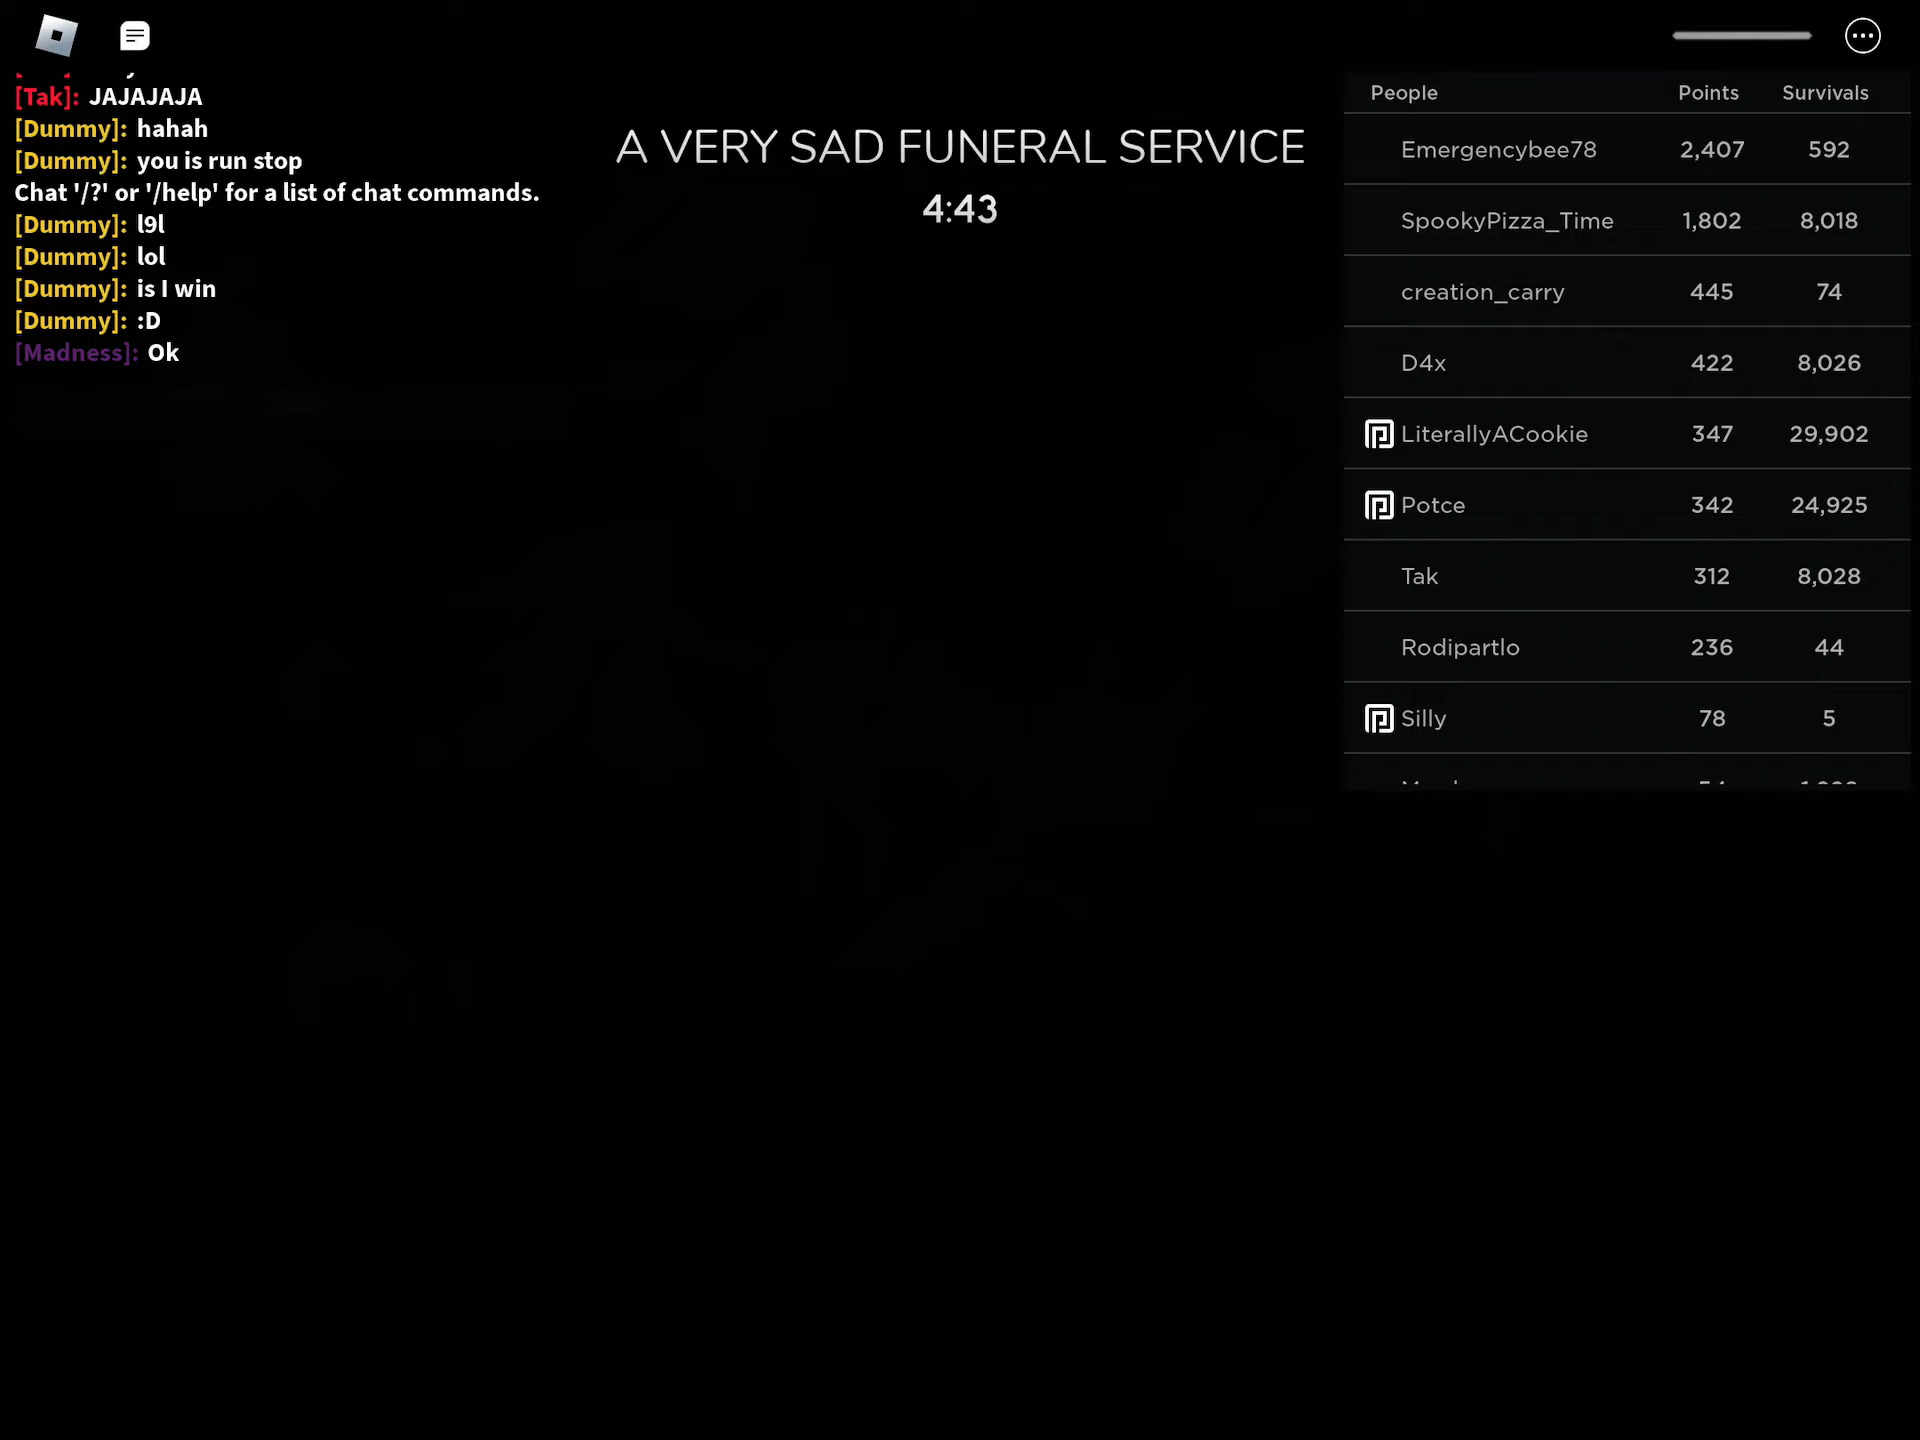 [Tak]: JAJAJAJA
[Dummy]: hahah
[Dummy]: you is run stop
Chat '/?' or '/help' for a list of chat commands.
[Dummy]: l9l
[Dummy]: lol
[Dummy]: is I win
[Dummy]: :D
[Madness]: Ok
A VERY SAD FUNERAL SERVICE
4:43
People Points Survivals
Emergencybee78 2,407 592
SpookyPizza_Time 1,802 8,018
creation_carry 445 74
D4x 422 8,026
LiterallyACookie 347 29,902
Potce 342 24,925
Tak 312 8,028
Rodipartlo 236 44
Silly 78 5